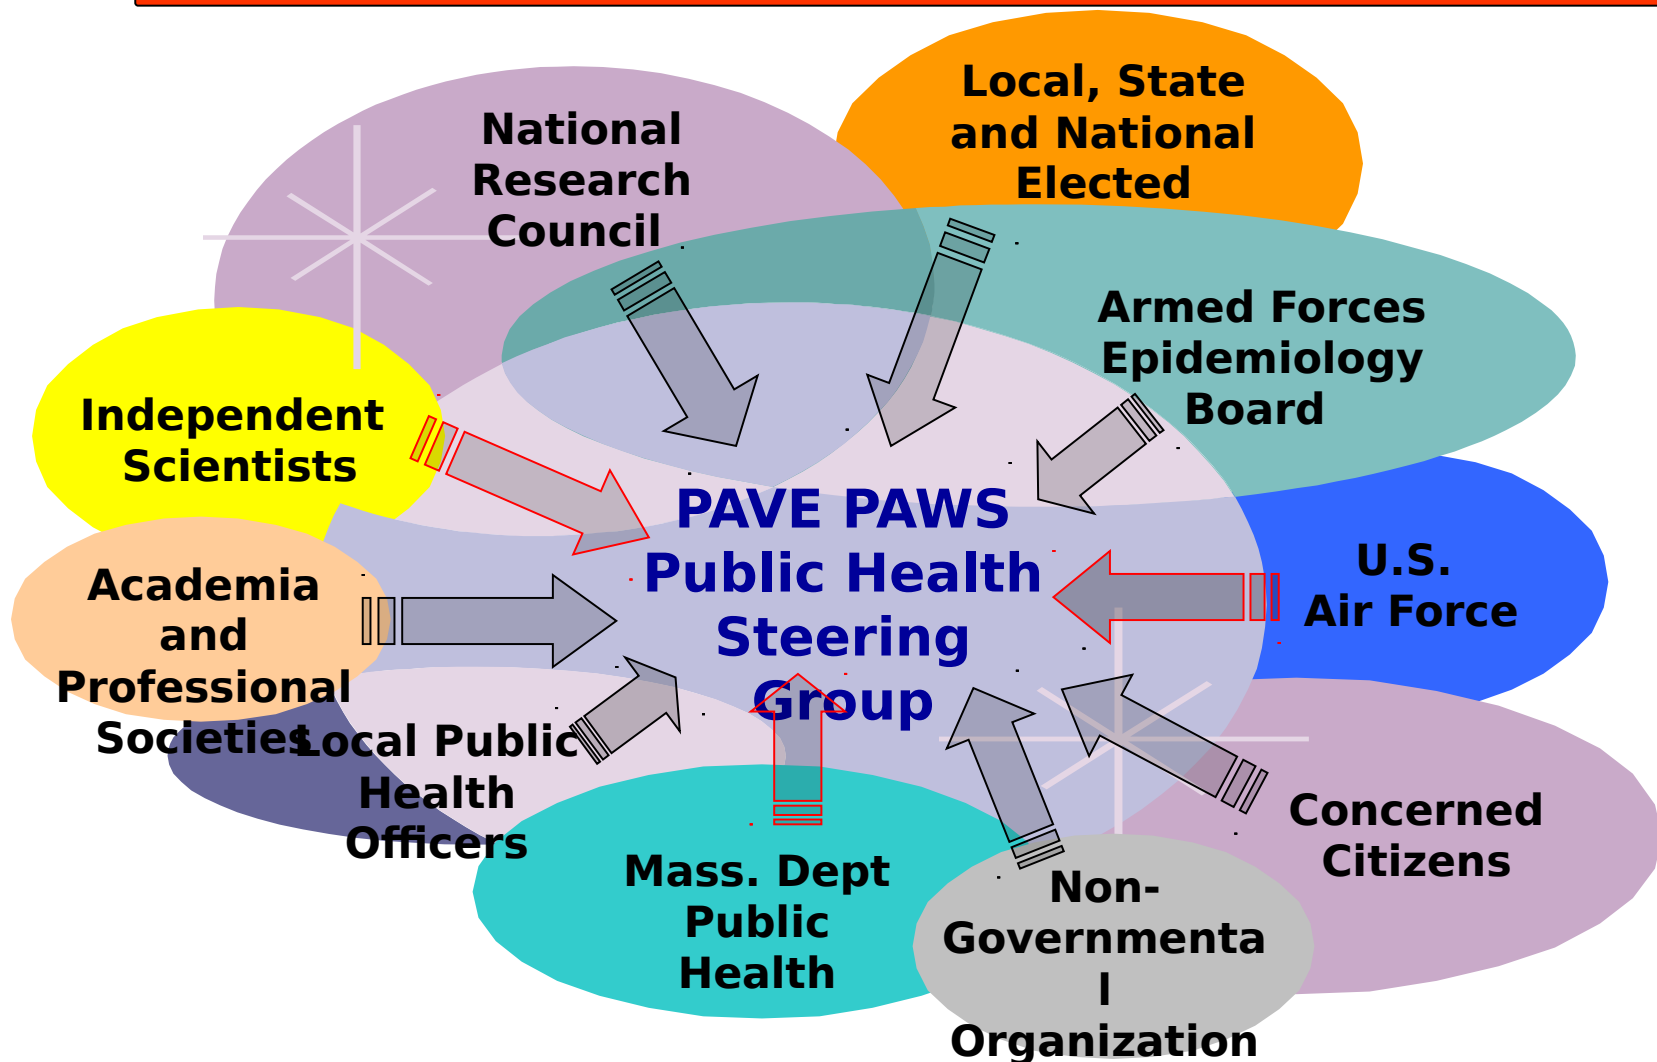 National
Research
Council
Local, State
and National
Elected
Armed Forces
Epidemiology
Board
Independent
Scientists
PAVE PAWS
Public Health
Steering
Group
U.S.
Air Force
Academia
and
Professional
Societies
Local Public
Health
Officers
Mass. Dept
Public
Health
Non-
Governmenta
l
Organization
Concerned
Citizens